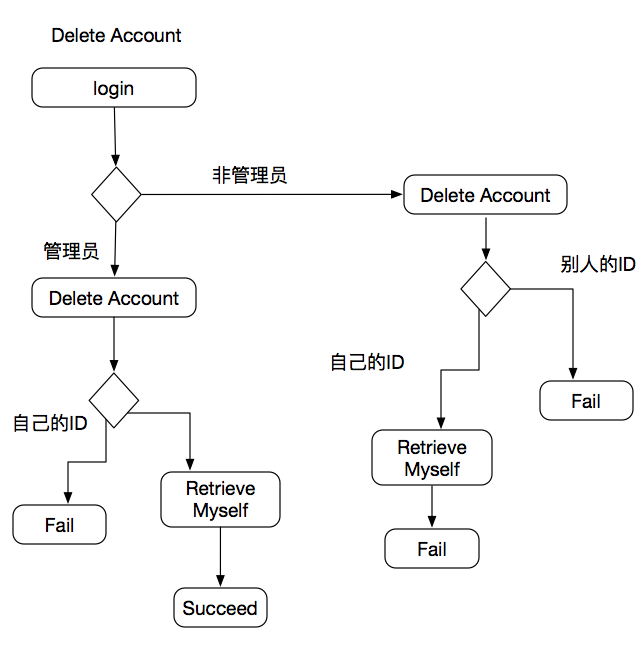 Delete Account
login
非管理员
Delete Account
管理员
别人的ID
Delete Account
自己的ID
Fail
自己的ID
Retrieve
Myself
Retrieve
Myself
Fail
Fail
Succeed